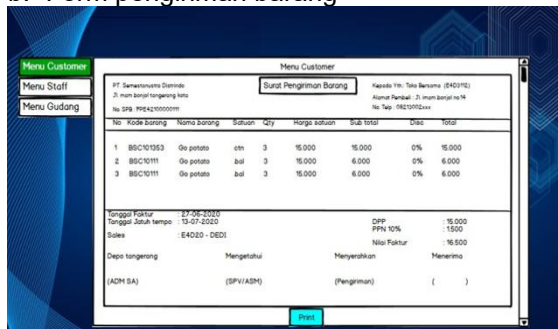 b. Form pengiriman barang
Menu Customer
Menu Staff
Menu Gudang
Menu Customer
PT. Semestanustra Distrindo
Jl. imam bonjol tangerang kota
No. SPB : FPE42100000111
Surat Pengiriman Barang
Kepada Yth: Toko Bersama (E4D3112)
Alamat Pembeli : Jl. imam bonjol no 14
No. Telp : 08213002xxx
No Kode barang Nama barang Satuan Qty Harga satuan Sub total Disc Total
1 BSC101353 Go potato ctn 3 15.000 15.000 0% 15.000
2 BSC10111 Go potato bal 3 15.000 6.000 0% 6.000
3 BSC10111 Go potato bal 3 15.000 6.000 0% 6.000
Tanggal Faktur : 27-06-2020
Tanggal Jatuh tempo : 13-07-2020
Sales : E4D20 - DEDI
DPP : 15.000
PPN 10% : 1.500
Nilai Faktur : 16.500
Depo tangerang Mengetahui Menyerahkan Menerima
(ADM SA) (SPV/ASM) (Pengiriman) ( )
Print